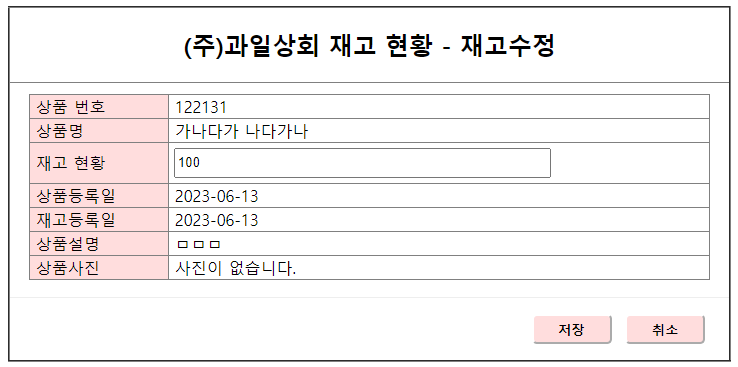 (주)과일상회 재고 현황 - 재고수정
상품 번호 122131
상품명 가나다가 나다가나
재고 현황 100
상품등록일 2023-06-13
재고등록일 2023-06-13
상품설명 ㅁㅁㅁ
상품사진 사진이 없습니다.
저장 취소